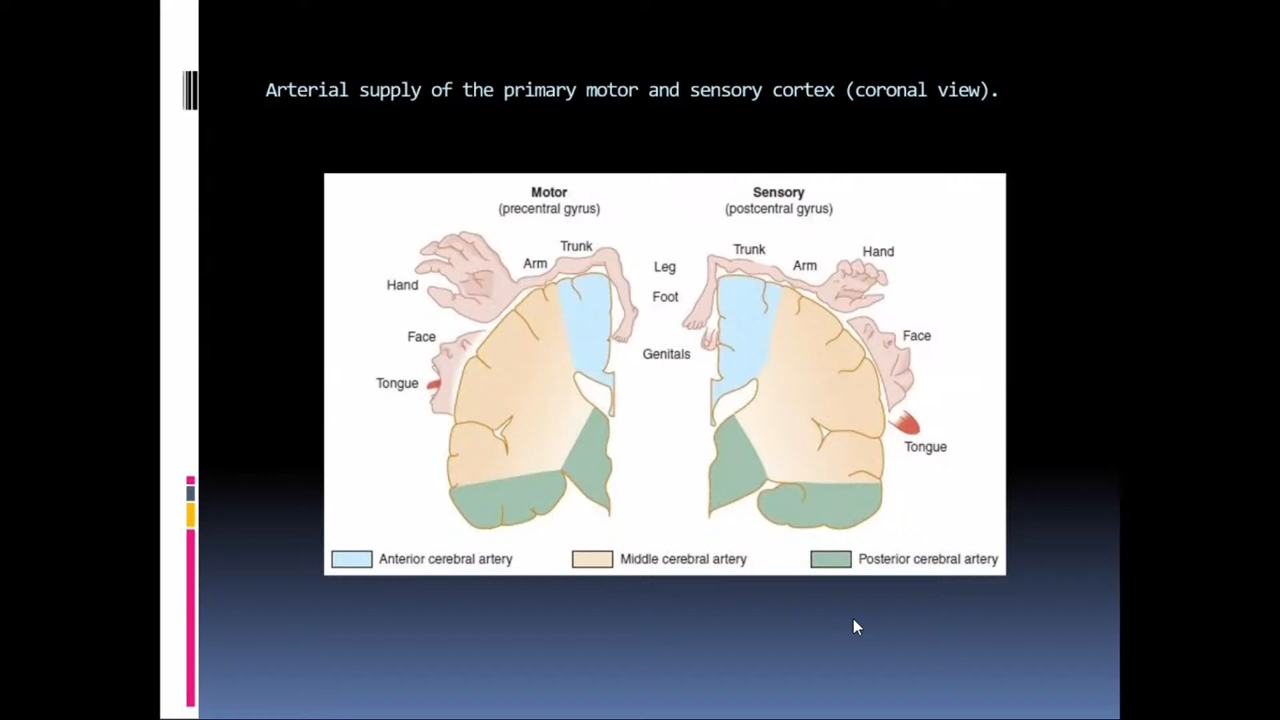 Arterial supply of the primary motor and sensory cortex (coronal view).
Motor
(precentral gyrus)
Sensory
(postcentral gyrus)
Trunk
Arm
Hand
Face
Tongue
Leg
Foot
Genitals
Trunk
Arm
Hand
Face
Tongue
Anterior cerebral artery
Middle cerebral artery
Posterior cerebral artery